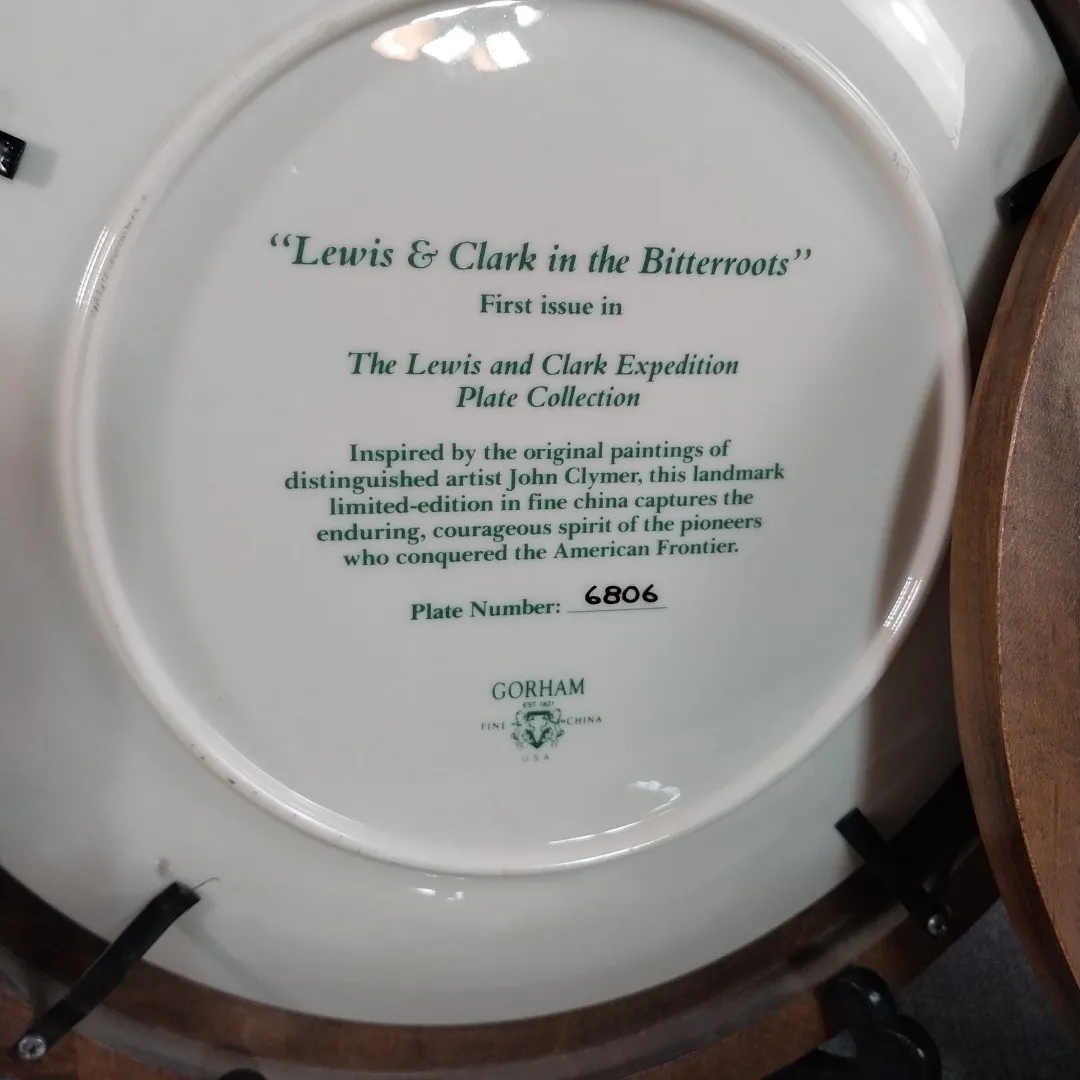 “Lewis & Clark in the Bitterroots”
First issue in
The Lewis and Clark Expedition
Plate Collection
Inspired by the original paintings of
distinguished artist John Clymer, this landmark
limited-edition in fine china captures the
enduring, courageous spirit of the pioneers
who conquered the American Frontier.
Plate Number: 6806
GORHAM
EST 1831
FINE CHINA
USA